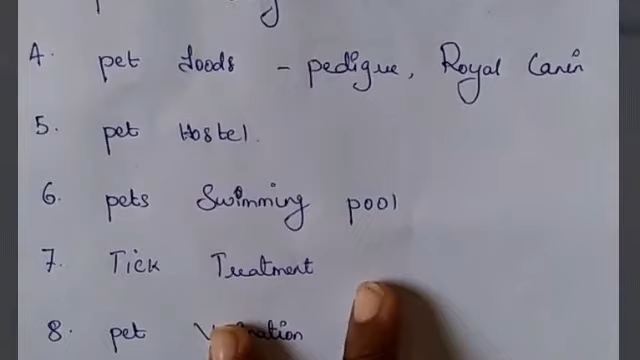 4. pet foods - pedigue, Royal Canin
5. pet Hostel.
6. pets Swimming pool
7. Tick Treatment
8. pet